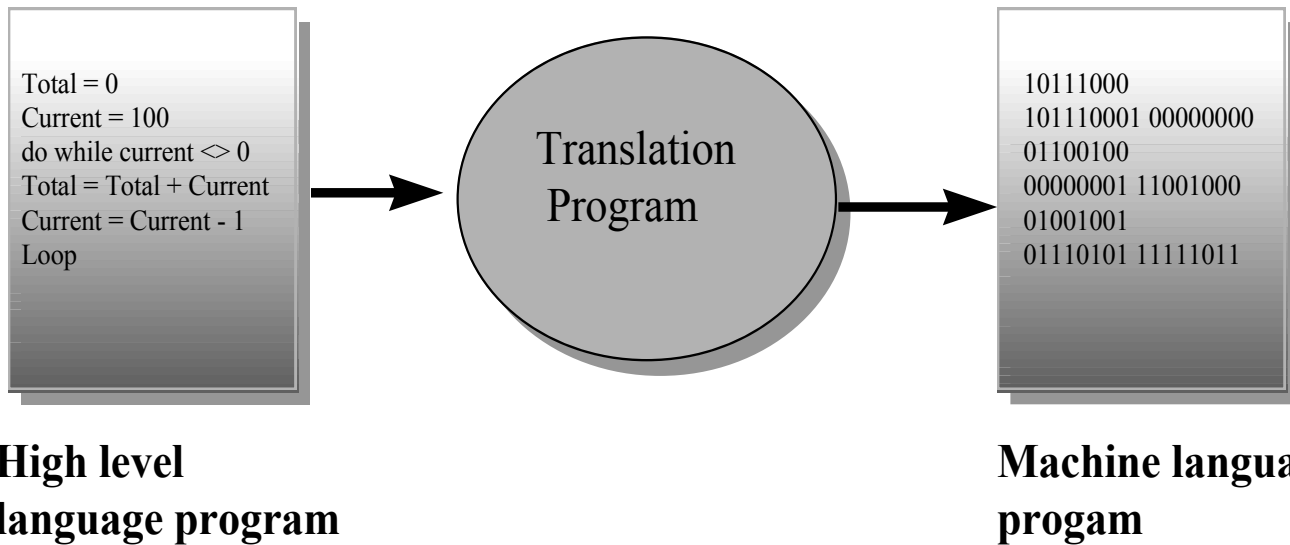 Total = 0
Current = 100
do while current <> 0
Total = Total + Current
Current = Current - 1
Loop
Translation
Program
10111000
101110001 00000000
01100100
00000001 11001000
01001001
01110101 11111011
High level
language program
Machine langua
progam